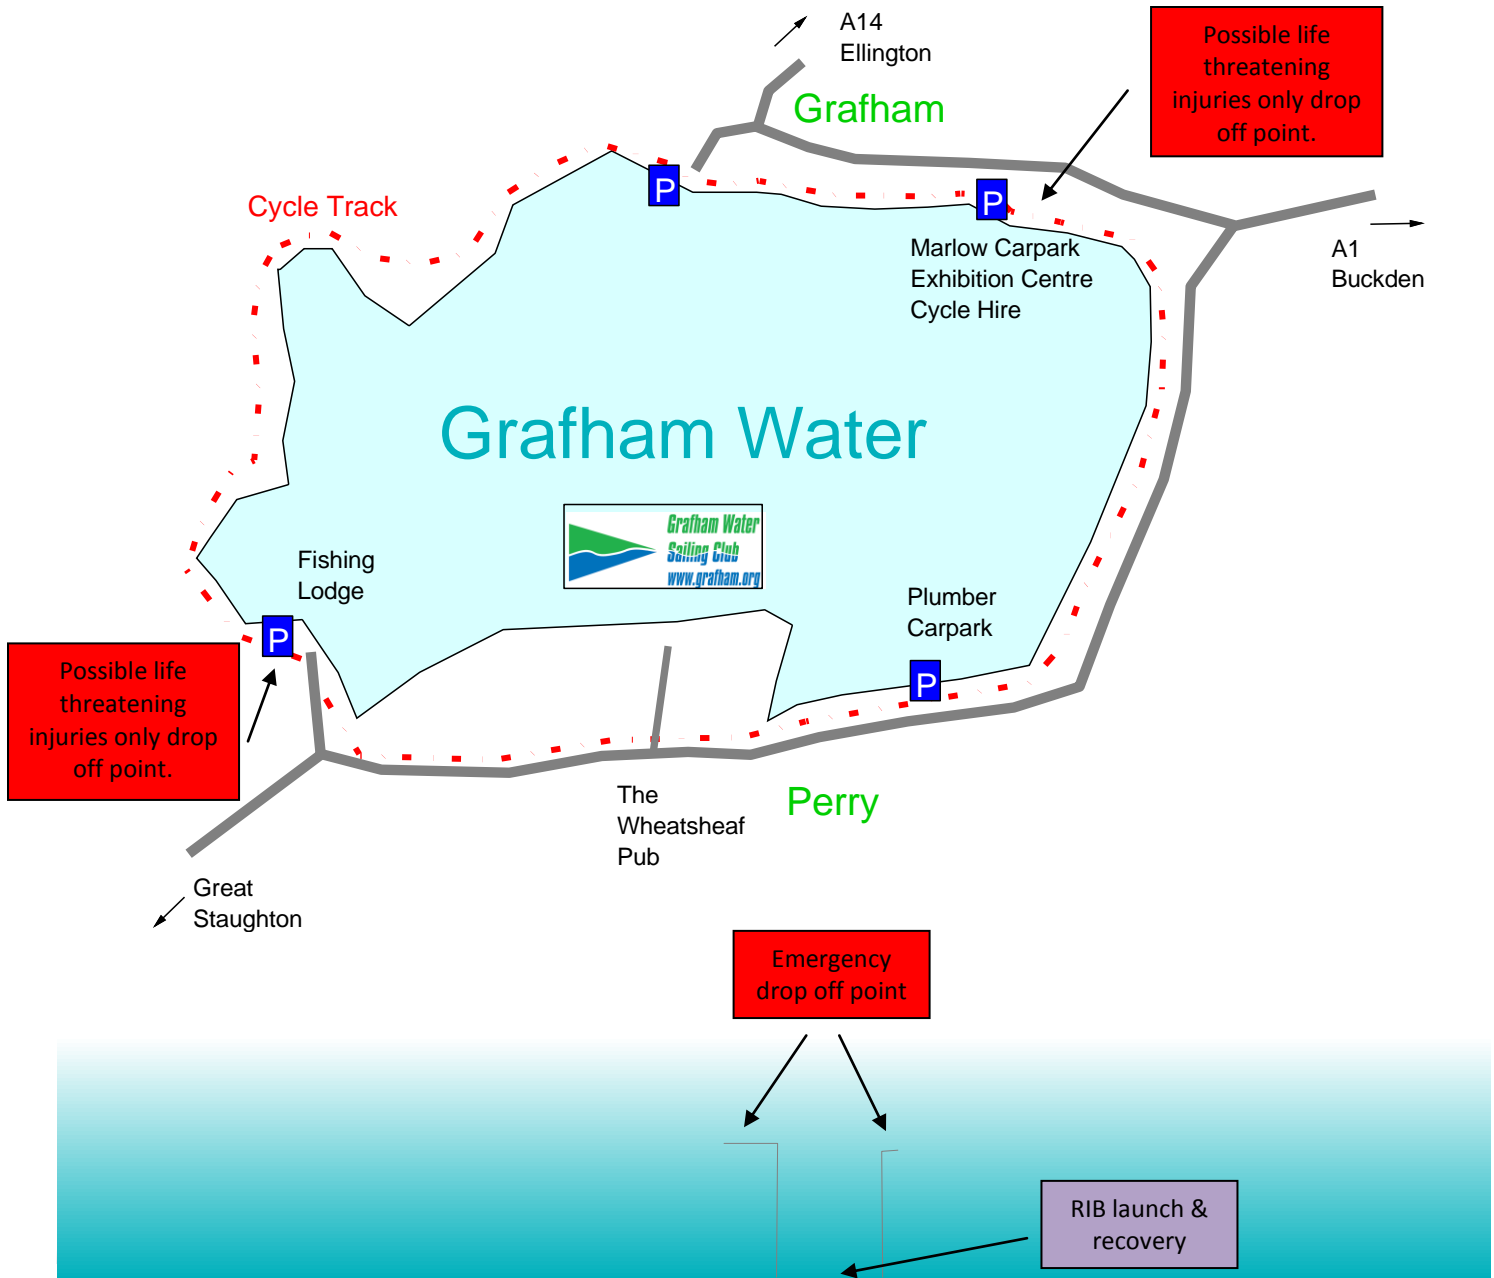 A14
Ellington
Possible life
threatening
injuries only drop
off point.
Grafham
P
P
Cycle Track
Marlow Carpark
Exhibition Centre
Cycle Hire
A1
Buckden
Grafham Water
Grafham Water
Sailing Club
www.grafham.org
Fishing
Lodge
Plumber
Carpark
P
P
Possible life
threatening
injuries only drop
off point.
The
Wheatsheaf
Pub
Perry
Great
Staughton
Emergency
drop off point
RIB launch &
recovery